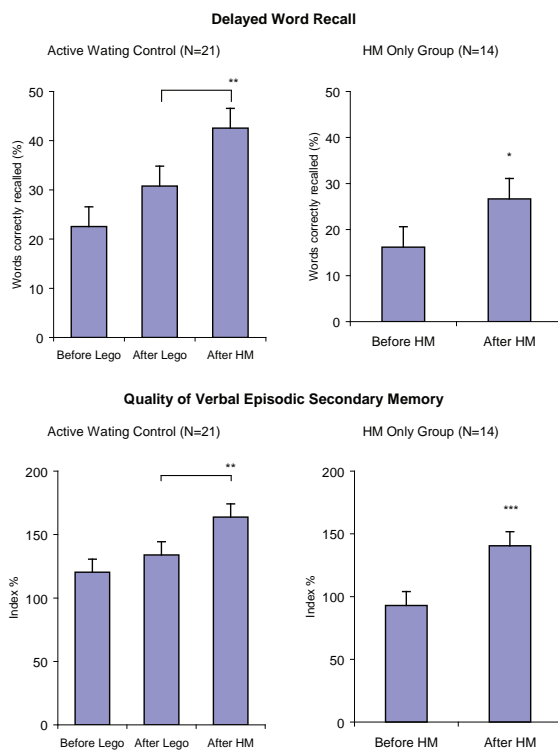 Delayed Word Recall
Active Wating Control (N=21)
HM Only Group (N=14)
Words correctly recalled (%)
50
40
30
20
10
0
**
Before Lego
After Lego
After HM
Words correctly recalled (%)
50
40
30
20
10
0
*
Before HM
After HM
Quality of Verbal Episodic Secondary Memory
Active Wating Control (N=21)
HM Only Group (N=14)
Index %
200
150
100
50
0
**
Before Lego
After Lego
After HM
Index %
200
150
100
50
0
***
Before HM
After HM